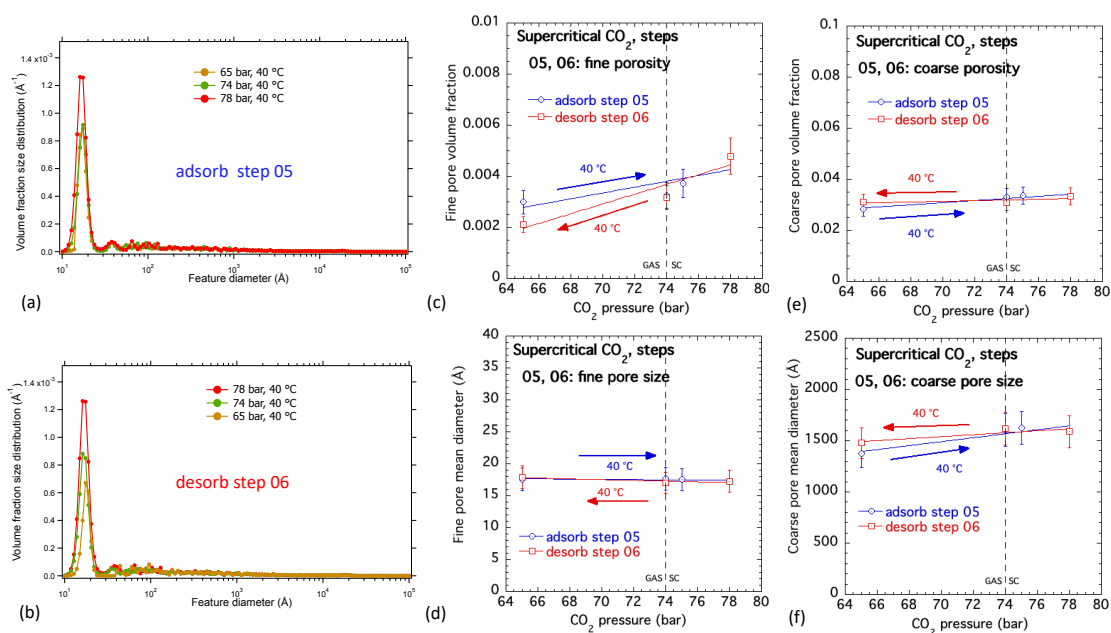 Volume fraction size distribution (Å⁻¹)
1.4 ×10⁻³
1.2
1.0
0.8
0.6
0.4
0.2
0.0
65 bar, 40 °C
74 bar, 40 °C
78 bar, 40 °C
adsorb step 05
10¹ 10² 10³ 10⁴ 10⁵
Feature diameter (Å)
(a)
Volume fraction size distribution (Å⁻¹)
1.4 ×10⁻³
1.2
1.0
0.8
0.6
0.4
0.2
0.0
78 bar, 40 °C
74 bar, 40 °C
65 bar, 40 °C
desorb step 06
10¹ 10² 10³ 10⁴ 10⁵
Feature diameter (Å)
(b)
Fine pore volume fraction
0.01
0.008
0.006
0.004
0.002
0
Supercritical CO₂, steps
05, 06: fine porosity
adsorb step 05
desorb step 06
40 °C
40 °C
GAS SC
64 66 68 70 72 74 76 78 80
CO₂ pressure (bar)
(c)
Fine pore mean diameter (Å)
40
35
30
25
20
15
10
5
0
Supercritical CO₂, steps
05, 06: fine pore size
40 °C
40 °C
adsorb step 05
desorb step 06
GAS SC
64 66 68 70 72 74 76 78 80
CO₂ pressure (bar)
(d)
Coarse pore volume fraction
0.1
0.08
0.06
0.04
0.02
0
Supercritical CO₂, steps
05, 06: coarse porosity
adsorb step 05
desorb step 06
40 °C
40 °C
GAS SC
64 66 68 70 72 74 76 78 80
CO₂ pressure (bar)
(e)
Coarse pore mean diameter (Å)
2500
2000
1500
1000
500
0
Supercritical CO₂, steps
05, 06: coarse pore size
40 °C
40 °C
adsorb step 05
desorb step 06
GAS SC
64 66 68 70 72 74 76 78 80
CO₂ pressure (bar)
(f)